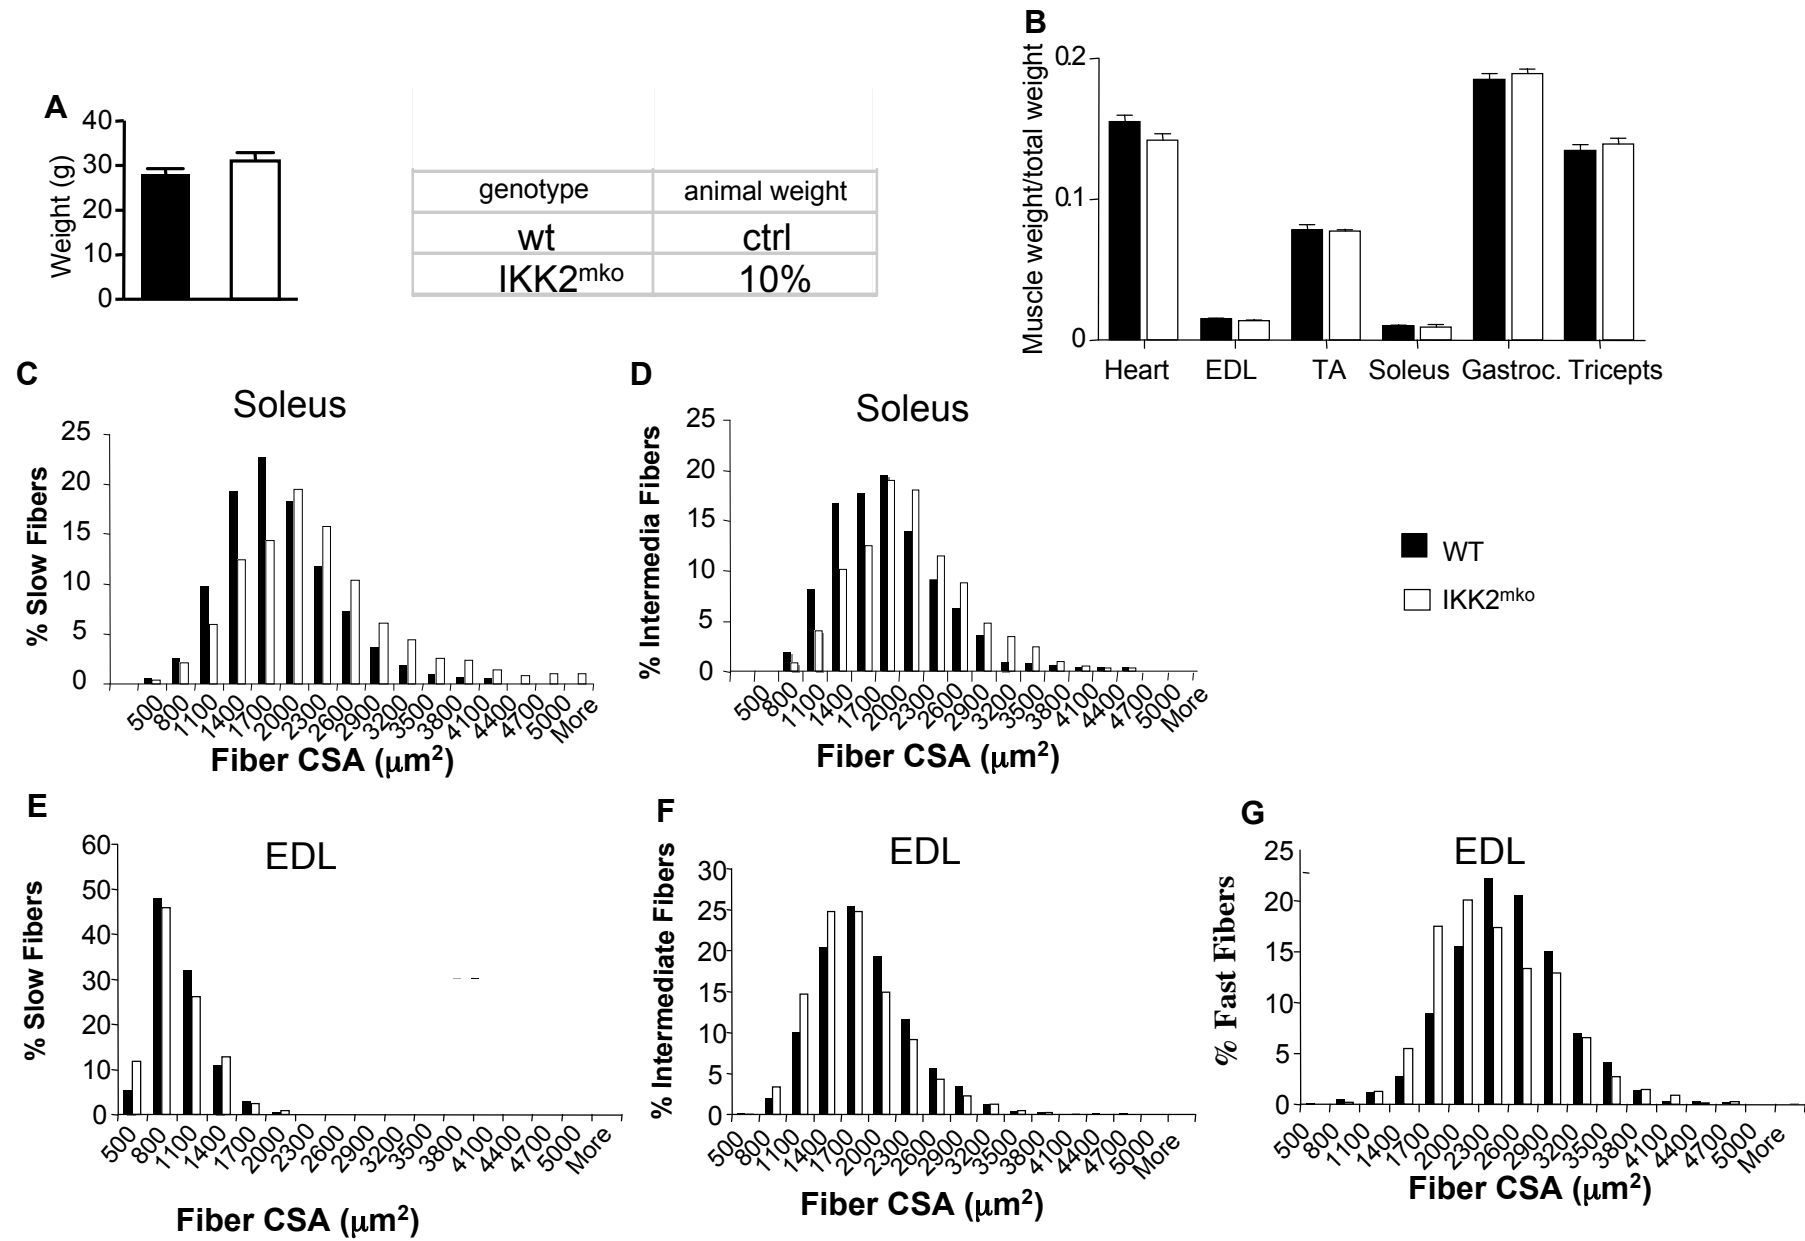 A
40
30
20
10
0
Weight (g)
genotype animal weight
wt ctrl
IKK2mko 10%
B
0.2
0.1
0
Muscle weight/total weight
Heart EDL TA Soleus Gastroc. Tricepts
C
Soleus
25
20
15
10
5
0
% Slow Fibers
500 800 1100 1400 1700 2000 2300 2600 2900 3200 3500 3800 4100 4400 4700 5000 More
Fiber CSA (μm2)
D
Soleus
25
20
15
10
5
0
% Intermedia Fibers
500 800 1100 1400 1700 2000 2300 2600 2900 3200 3500 3800 4100 4400 4700 5000 More
Fiber CSA (μm2)
WT
IKK2mko
E
EDL
60
50
40
30
20
10
0
% Slow Fibers
500 800 1100 1400 1700 2000 2300 2600 2900 3200 3500 3800 4100 4400 4700 5000 More
Fiber CSA (μm2)
F
EDL
30
25
20
15
10
5
0
% Intermediate Fibers
500 800 1100 1400 1700 2000 2300 2600 2900 3200 3500 3800 4100 4400 4700 5000 More
Fiber CSA (μm2)
G
EDL
25
20
15
10
5
0
% Fast Fibers
500 800 1100 1400 1700 2000 2300 2600 2900 3200 3500 3800 4100 4400 4700 5000 More
Fiber CSA (μm2)